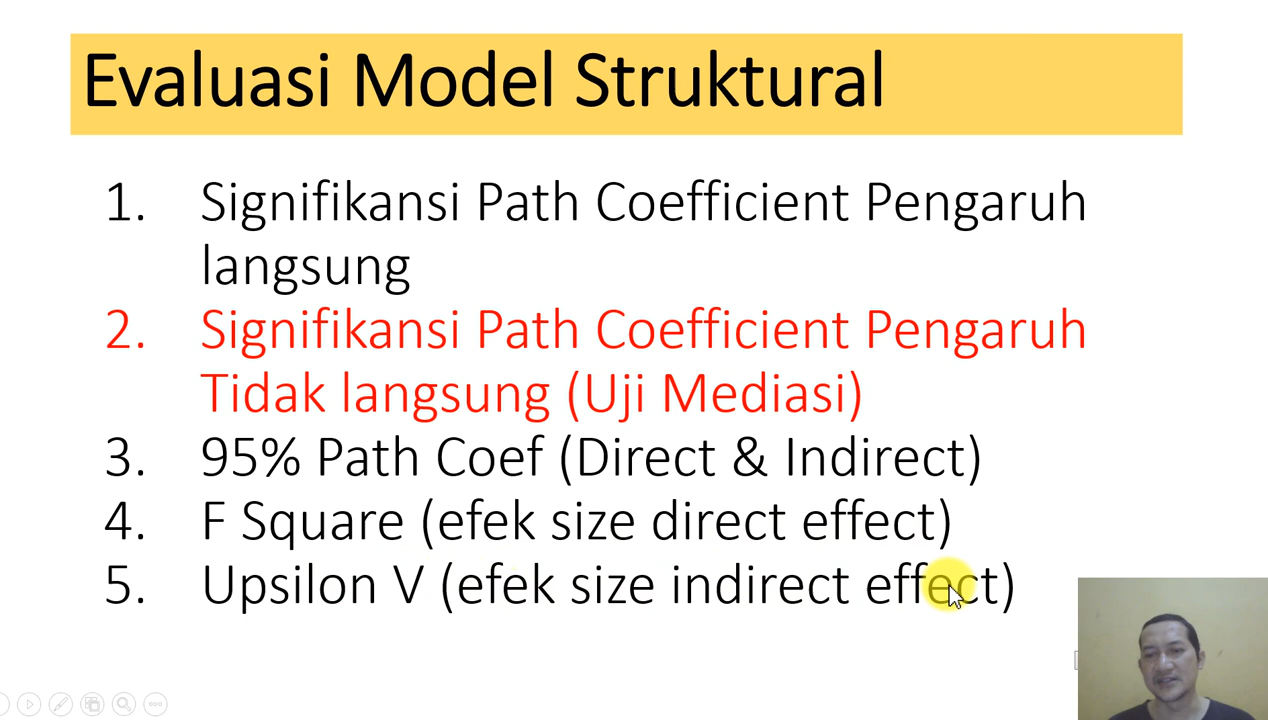 Evaluasi Model Struktural
1. Signifikansi Path Coefficient Pengaruh
langsung
2. Signifikansi Path Coefficient Pengaruh
Tidak langsung (Uji Mediasi)
3. 95% Path Coef (Direct & Indirect)
4. F Square (efek size direct effect)
5. Upsilon V (efek size indirect effect)